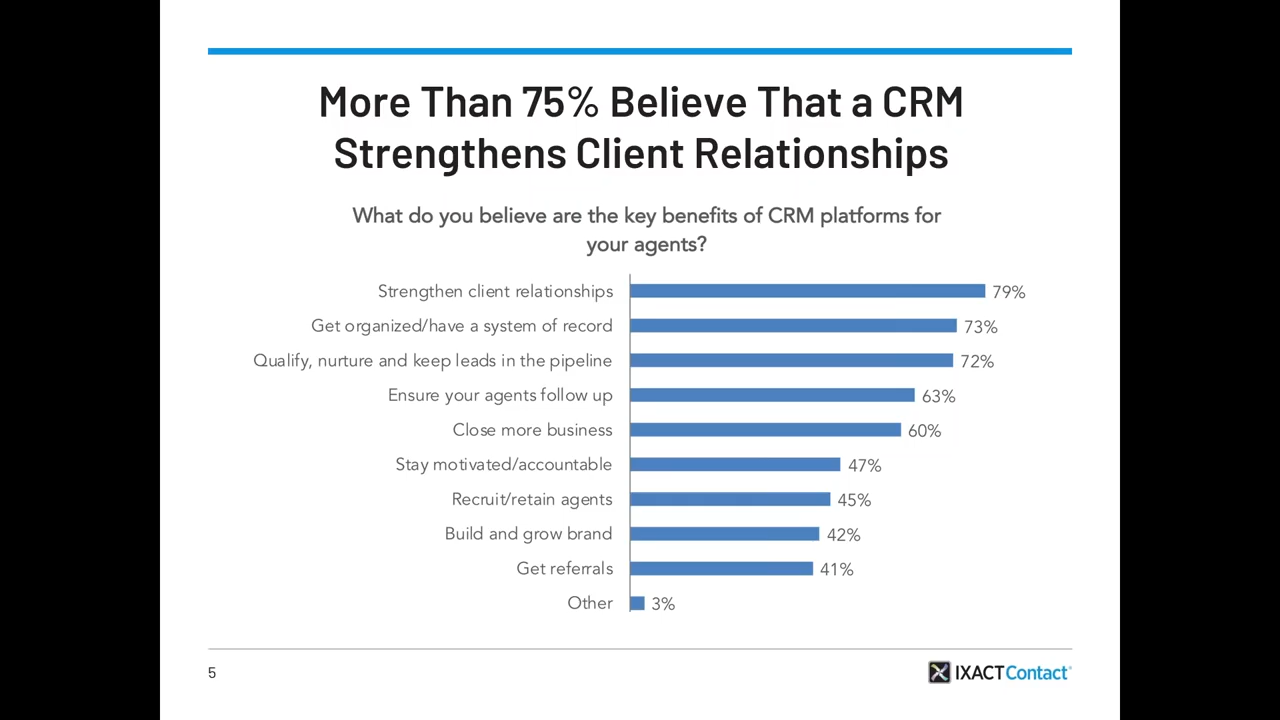 More Than 75% Believe That a CRM
Strengthens Client Relationships
What do you believe are the key benefits of CRM platforms for
your agents?
Strengthen client relationships 79%
Get organized/have a system of record 73%
Qualify, nurture and keep leads in the pipeline 72%
Ensure your agents follow up 63%
Close more business 60%
Stay motivated/accountable 47%
Recruit/retain agents 45%
Build and grow brand 42%
Get referrals 41%
Other 3%
5
IXACTContact